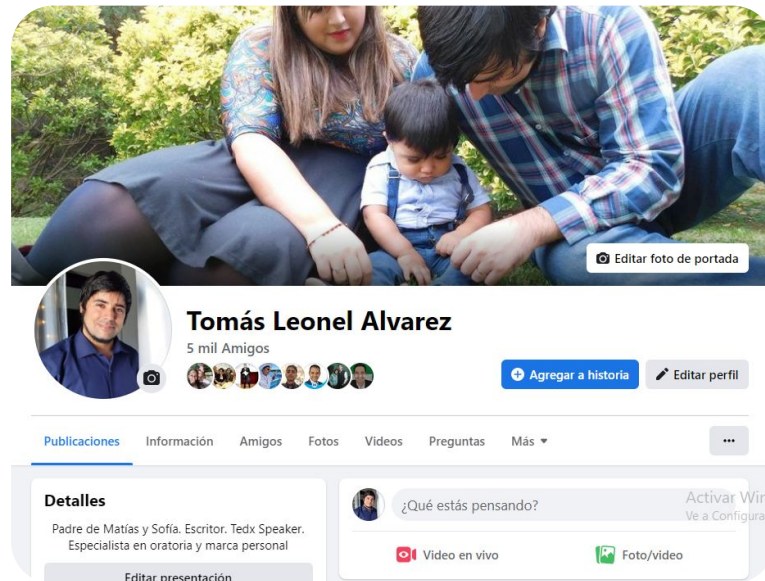 Editar foto de portada
Tomás Leonel Alvarez
5 mil Amigos
Agregar a historia
Editar perfil
Publicaciones
Información
Amigos
Fotos
Videos
Preguntas
Más
Detalles
Padre de Matías y Sofía. Escritor. Tedx Speaker.
Especialista en oratoria y marca personal
Editar presentación
¿Qué estás pensando?
Video en vivo
Foto/video
Activar Win
Ve a Configura